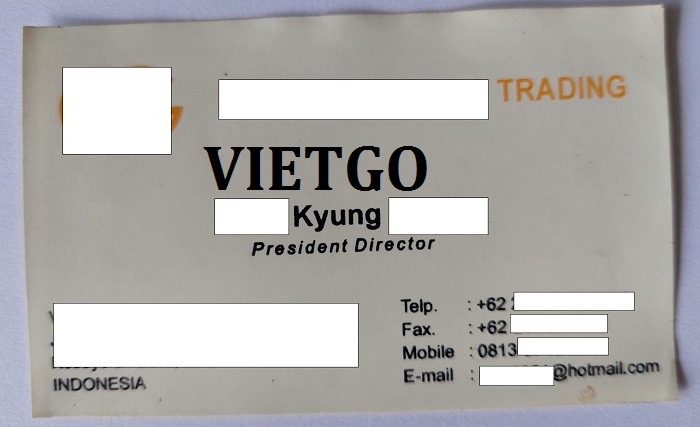 TRADING
VIETGO
Kyung
President Director
INDONESIA
Telp. : +62
Fax. : +62
Mobile : 0813
E-mail : @hotmail.com